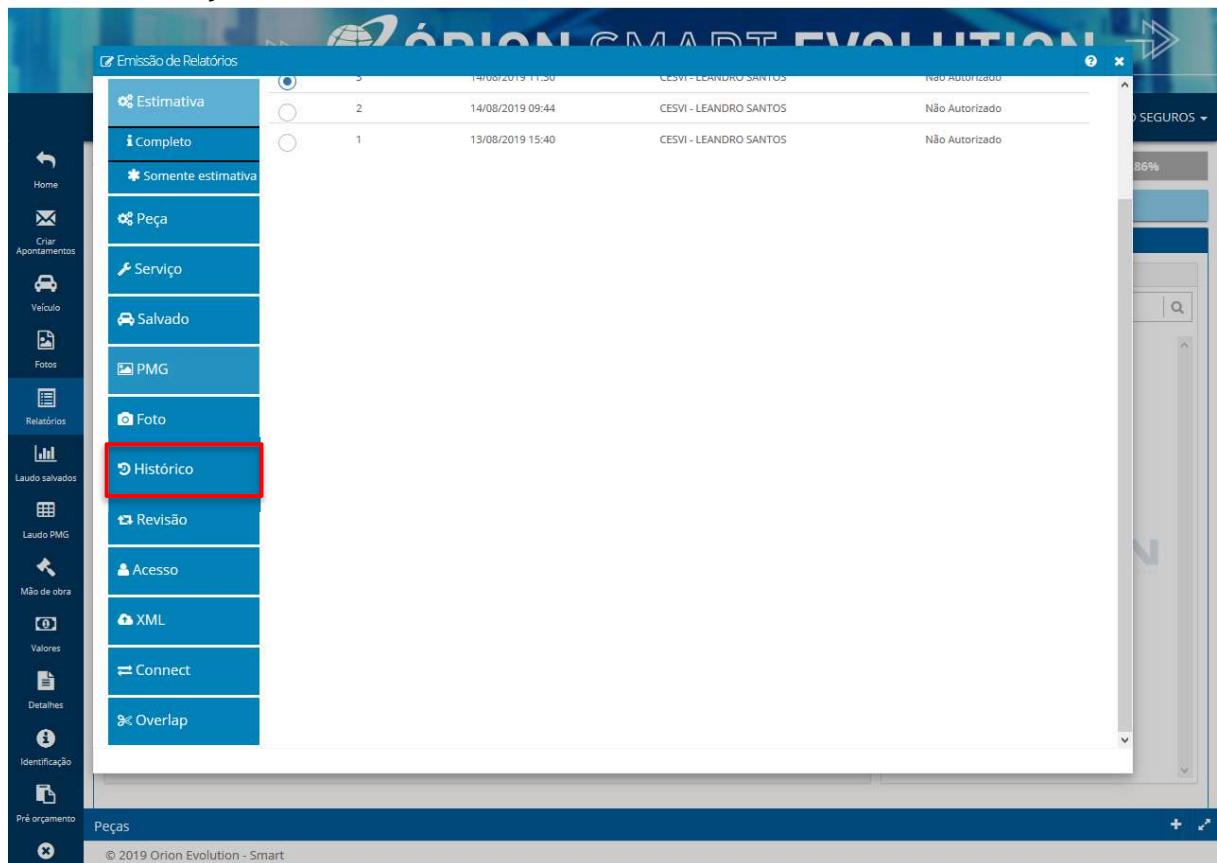 ÓRION SMART EVOLUTION
Emissão de Relatórios
3 14/08/2019 11:30 CESVI - LEANDRO SANTOS Não Autorizado
2 14/08/2019 09:44 CESVI - LEANDRO SANTOS Não Autorizado
1 13/08/2019 15:40 CESVI - LEANDRO SANTOS Não Autorizado
Estimativa
Completo
Somente estimativa
Peça
Serviço
Salvado
PMG
Foto
Histórico
Revisão
Acesso
XML
Connect
Overlap
SEGUROS
86%
Home
Criar
Apontamentos
Veículo
Fotos
Relatórios
Laudo salvados
Laudo PMG
Mão de obra
Valores
Detalhes
Identificação
Pré orçamento
Peças
© 2019 Orion Evolution - Smart